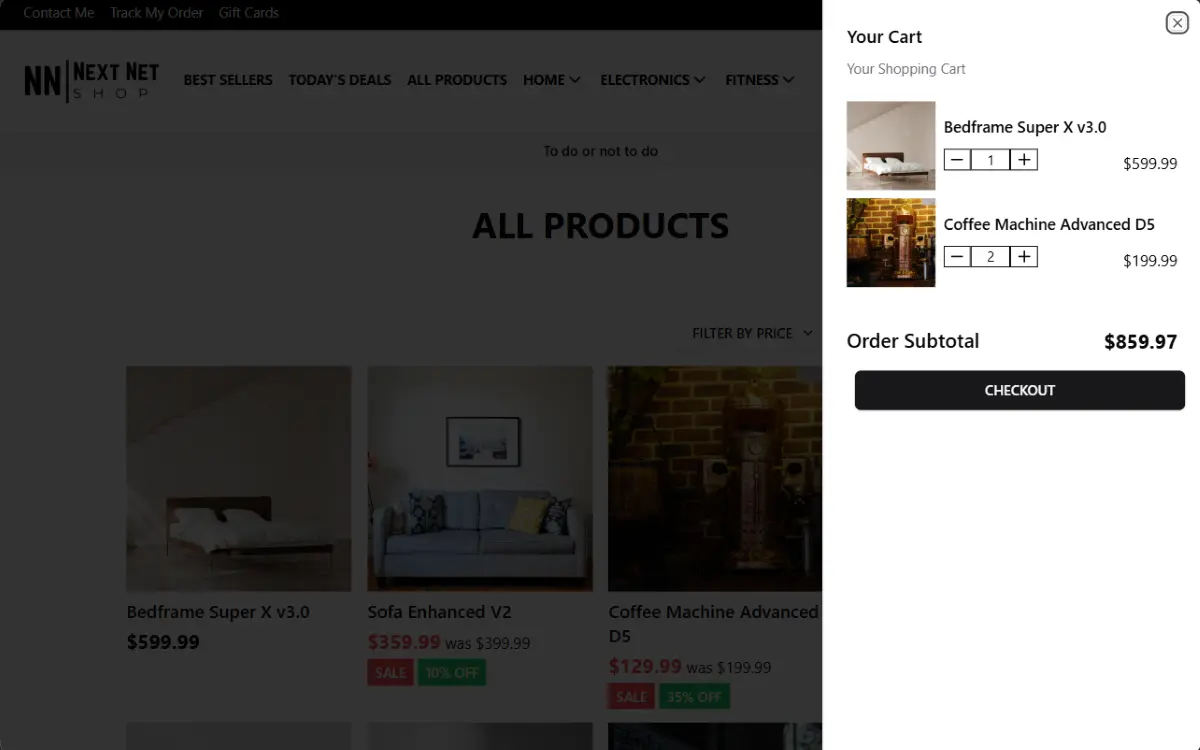 Contact Me Track My Order Gift Cards
NN NEXT NET
SHOP
BEST SELLERS TODAY'S DEALS ALL PRODUCTS HOME ELECTRONICS FITNESS
To do or not to do
ALL PRODUCTS
FILTER BY PRICE
Bedframe Super X v3.0
$599.99
Sofa Enhanced V2
$359.99 was $399.99
SALE 10% OFF
Coffee Machine Advanced
D5
$129.99 was $199.99
SALE 35% OFF
Your Cart
Your Shopping Cart
Bedframe Super X v3.0
1
$599.99
Coffee Machine Advanced D5
2
$199.99
Order Subtotal $859.97
CHECKOUT